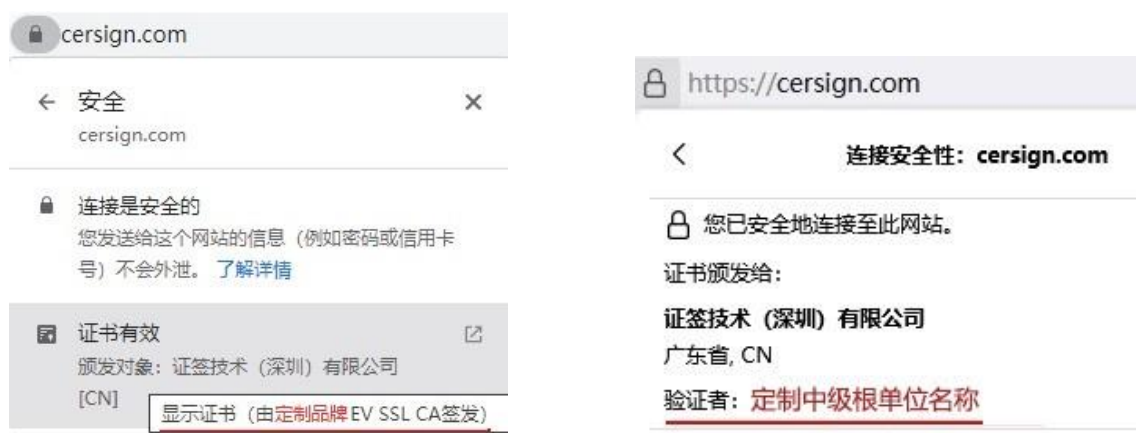 cersign.com
安全
cersign.com
连接是安全的
您发送给这个网站的信息（例如密码或信用卡
号）不会外泄。 了解详情
证书有效
颁发对象：证签技术（深圳）有限公司
[CN]
显示证书（由定制品牌EV SSL CA签发）
https://cersign.com
连接安全性：cersign.com
您已安全地连接至此网站。
证书颁发给：
证签技术（深圳）有限公司
广东省, CN
验证者：定制中级根单位名称